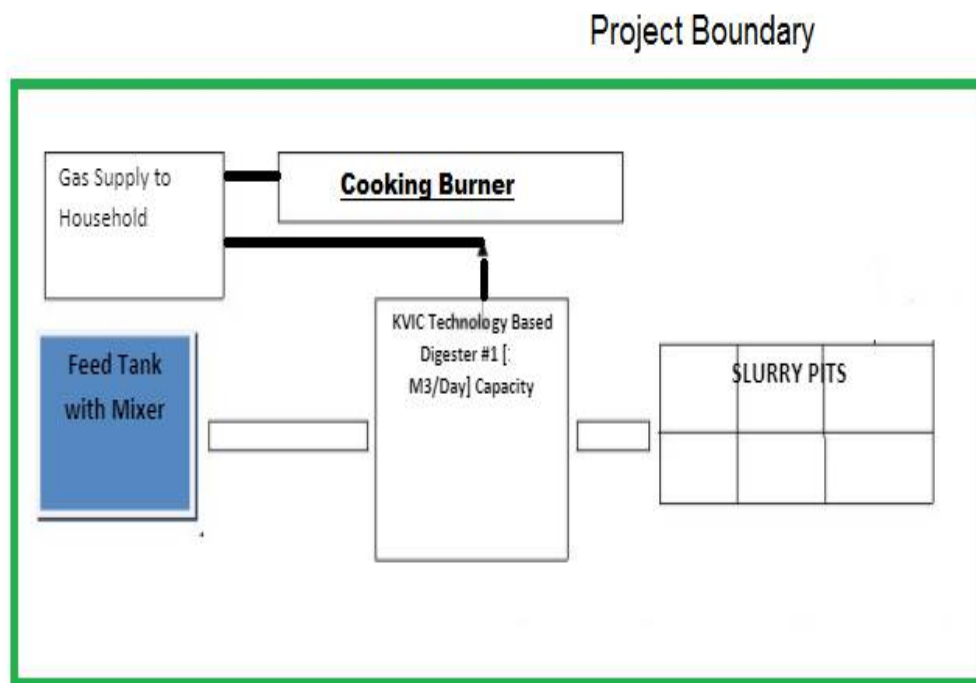 Project Boundary
Gas Supply to
Household
Cooking Burner
KVIC Technology Based
Digester #1 [:
M3/Day] Capacity
Feed Tank
with Mixer
SLURRY PITS